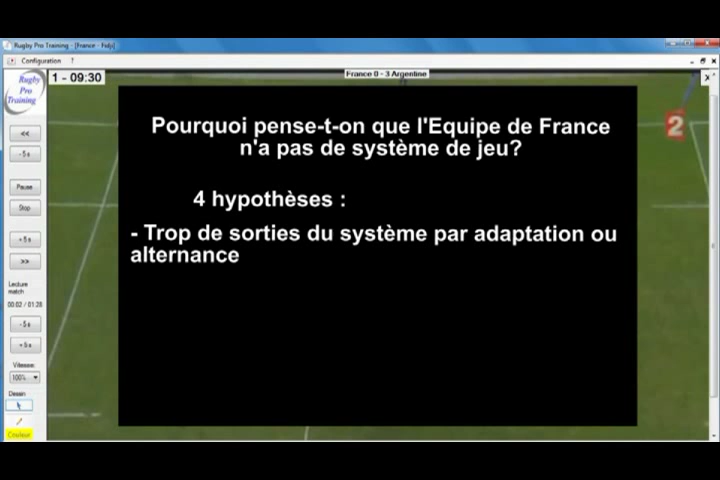 Rugby Pro Training - [France - Fidji]
Configuration ?
Rugby
Pro
Training
1 - 09:30
France 0 - 3 Argentine
X
<<
- 5 s
Pause
Stop
+ 5 s
>>
Lecture
match
00:02 / 01:28
- 5 s
+ 5 s
Vitesse:
100%
Dessin
Couleur
2
Pourquoi pense-t-on que l'Equipe de France
n'a pas de système de jeu?
4 hypothèses :
- Trop de sorties du système par adaptation ou
alternance